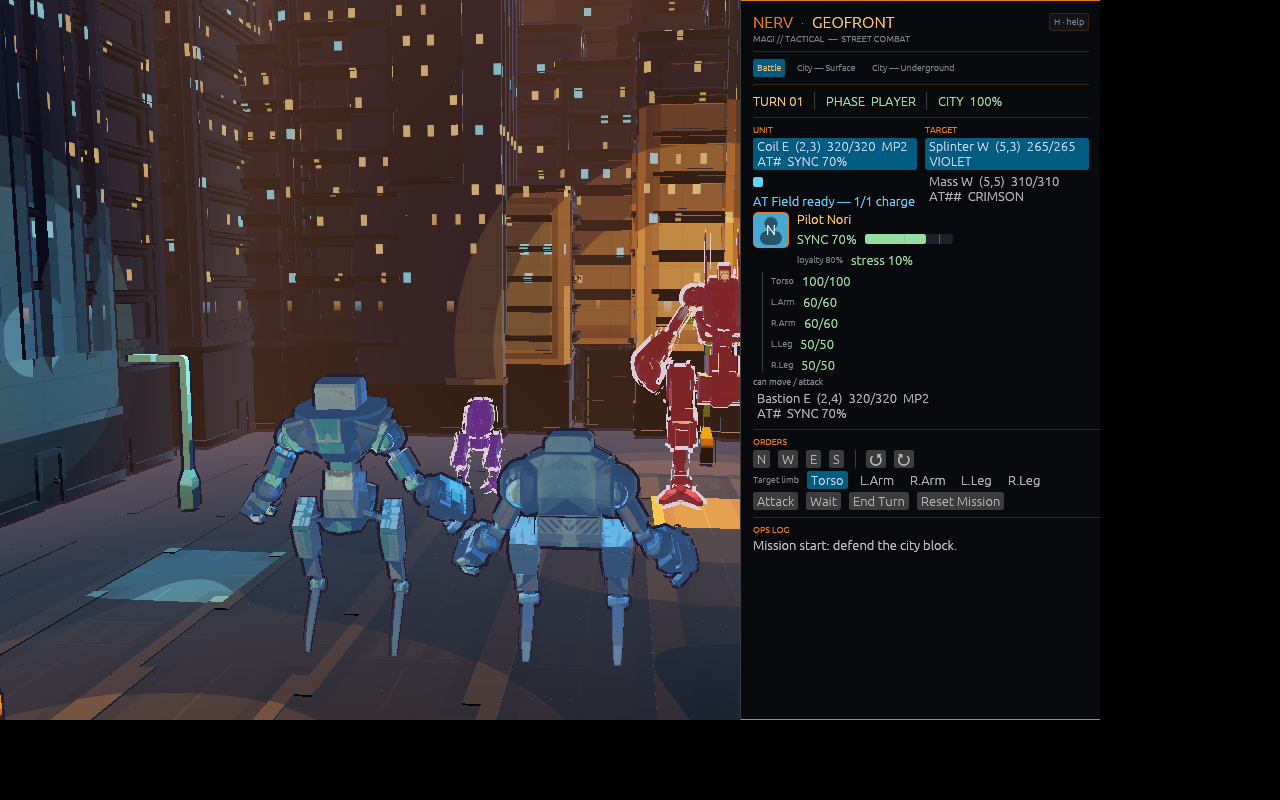 NERV · GEOFRONT
H · help
MAGI // TACTICAL — STREET COMBAT
Battle City — Surface City — Underground
TURN 01 PHASE PLAYER CITY 100%
UNIT
Coil E (2,3) 320/320 MP2
AT# SYNC 70%
AT Field ready — 1/1 charge
N
Pilot Nori
SYNC 70%
loyalty 80% stress 10%
Torso 100/100
L.Arm 60/60
R.Arm 60/60
L.Leg 50/50
R.Leg 50/50
can move / attack
Bastion E (2,4) 320/320 MP2
AT# SYNC 70%
TARGET
Splinter W (5,3) 265/265
VIOLET
Mass W (5,5) 310/310
AT## CRIMSON
ORDERS
N W E S ↺ ↻
Target limb Torso L.Arm R.Arm L.Leg R.Leg
Attack Wait End Turn Reset Mission
OPS LOG
Mission start: defend the city block.